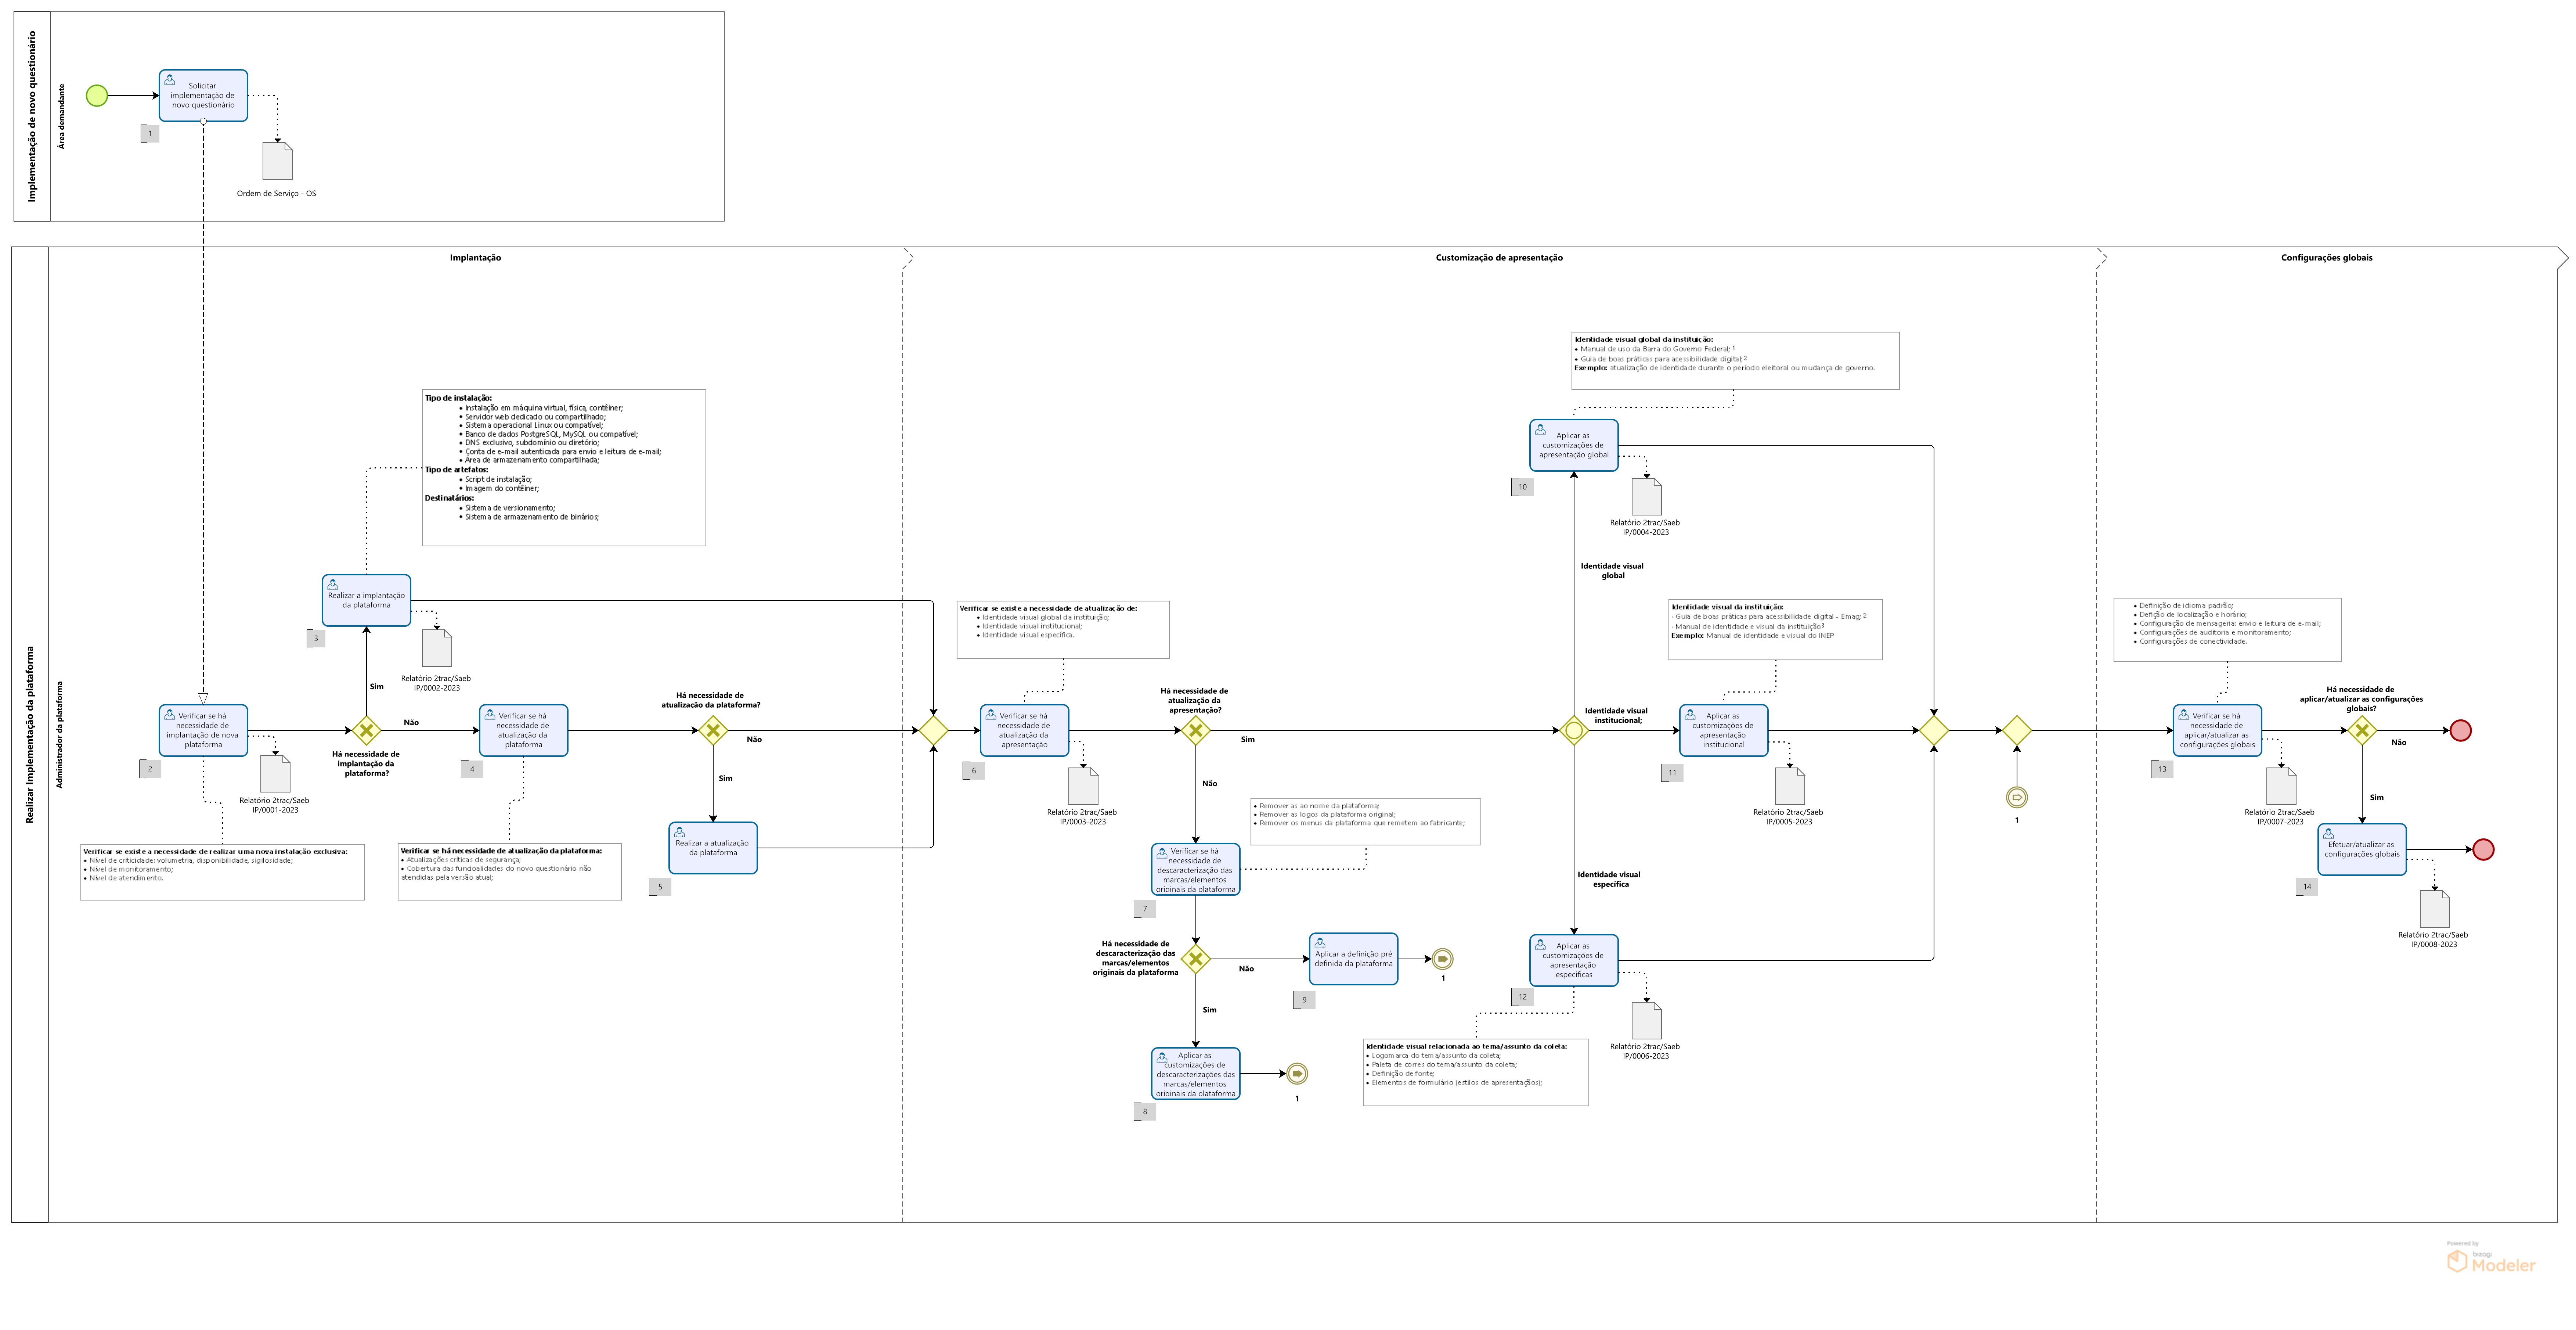 Implementação de novo questionário
Área demandante
Solicitar
implementação de
novo questionário
1
Ordem de Serviço - OS
Realizar Implementação da plataforma
Administrador da plataforma
Implantação
Customização de apresentação
Configurações globais
Tipo de instalação:
• Instalação em máquina virtual, física, contêiner;
• Servidor web dedicado ou compartilhado;
• Sistema operacional Linux ou compatível;
• Banco de dados PostgreSQL, MySQL ou compatível;
• DNS exclusivo, subdomínio ou diretório;
• Conta de e-mail autenticada para envio e leitura de e-mail;
• Área de armazenamento compartilhada;
Tipo de artefatos:
• Script de instalação;
• Imagem do contêiner;
Destinatários:
• Sistema de versionamento;
• Sistema de armazenamento de binários;
Realizar a implantação
da plataforma
3
Relatório 2trac/Saeb
IP/0002-2023
Sim
Verificar se há
necessidade de
implantação de nova
plataforma
2
Relatório 2trac/Saeb
IP/0001-2023
Há necessidade de
implantação da
plataforma?
Não
Verificar se existe a necessidade de realizar uma nova instalação exclusiva:
• Nível de criticidade: volumetria, disponibilidade, sigilosidade;
• Nível de monitoramento;
• Nível de atendimento.
Verificar se há
necessidade de
atualização da
plataforma
4
Verificar se há necessidade de atualização da plataforma:
• Atualizações críticas de segurança;
• Cobertura das funcioalidades do novo questionário não
atendidas pela versão atual;
Há necessidade de
atualização da plataforma?
Não
Sim
Realizar a atualização
da plataforma
5
Verificar se existe a necessidade de atualização de:
• Identidade visual global da instituição;
• Identidade visual institucional;
• Identidade visual específica.
Verificar se há
necessidade de
atualização da
apresentação
6
Relatório 2trac/Saeb
IP/0003-2023
Há necessidade de
atualização da
apresentação?
Sim
Não
• Remover as ao nome da plataforma;
• Remover as logos da plataforma original;
• Remover os menus da plataforma que remetem ao fabricante;
Verificar se há
necessidade de
descaracterização das
marcas/elementos
originais da plataforma
7
Há necessidade de
descaracterização das
marcas/elementos
originais da plataforma
Não
Aplicar a definição pré
definida da plataforma
9
1
Sim
Aplicar as
customizações de
descaracterizações das
marcas/elementos
originais da plataforma
8
1
Identidade visual global da instituição:
• Manual de uso da Barra do Governo Federal; 1
• Guia de boas práticas para acessibilidade digital; 2
Exemplo: atualização de identidade durante o período eleitoral ou mudança de governo.
Aplicar as
customizações de
apresentação global
10
Relatório 2trac/Saeb
IP/0004-2023
Identidade visual
global
Identidade visual da instituição:
- Guia de boas práticas para acessibilidade digital - Emag; 2
- Manual de identidade e visual da instituição3
Exemplo: Manual de identidade e visual do INEP
Identidade visual
institucional;
Aplicar as
customizações de
apresentação
institucional
11
Relatório 2trac/Saeb
IP/0005-2023
Identidade visual
específica
Aplicar as
customizações de
apresentação
específicas
12
Relatório 2trac/Saeb
IP/0006-2023
Identidade visual relacionada ao tema/assunto da coleta:
• Logomarca do tema/assunto da coleta;
• Paleta de corres do tema/assunto da coleta;
• Definição de fonte;
• Elementos de formulário (estilos de apresentações);
1
• Definição de idioma padrão;
• Defição de localização e horário;
• Configuração de mensageria: envio e leitura de e-mail;
• Configurações de auditoria e monitoramento;
• Configurações de conectividade.
Verificar se há
necessidade de
aplicar/atualizar as
configurações globais
13
Relatório 2trac/Saeb
IP/0007-2023
Há necessidade de
aplicar/atualizar as configurações
globais?
Não
Sim
Efetuar/atualizar as
configurações globais
14
Relatório 2trac/Saeb
IP/0008-2023
Powered by
bizagi
Modeler